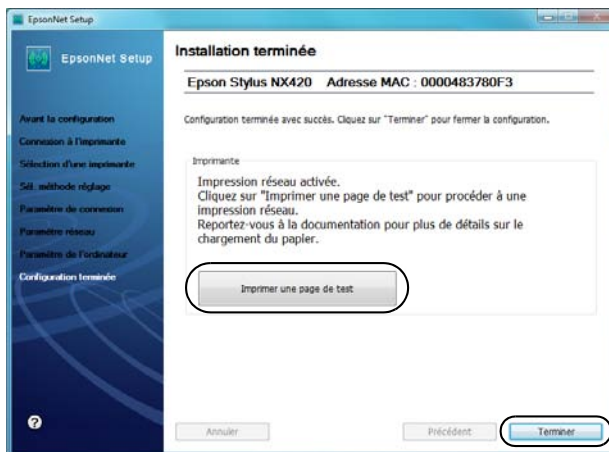 EpsonNet Setup
EpsonNet Setup
Installation terminée
Epson Stylus NX420 Adresse MAC : 0000483780F3
Avant la configuration
Connexion à l'imprimante
Sélection d'une imprimante
Sél. méthode réglage
Paramètre de connexion
Paramètre réseau
Paramètre de l'ordinateur
Configuration terminée
Configuration terminée avec succès. Cliquez sur "Terminer" pour fermer la configuration.
Imprimante
Impression réseau activée.
Cliquez sur "Imprimer une page de test" pour procéder à une
impression réseau.
Reportez-vous à la documentation pour plus de détails sur le
chargement du papier.
Imprimer une page de test
?
Annuler
Précédent
Terminer